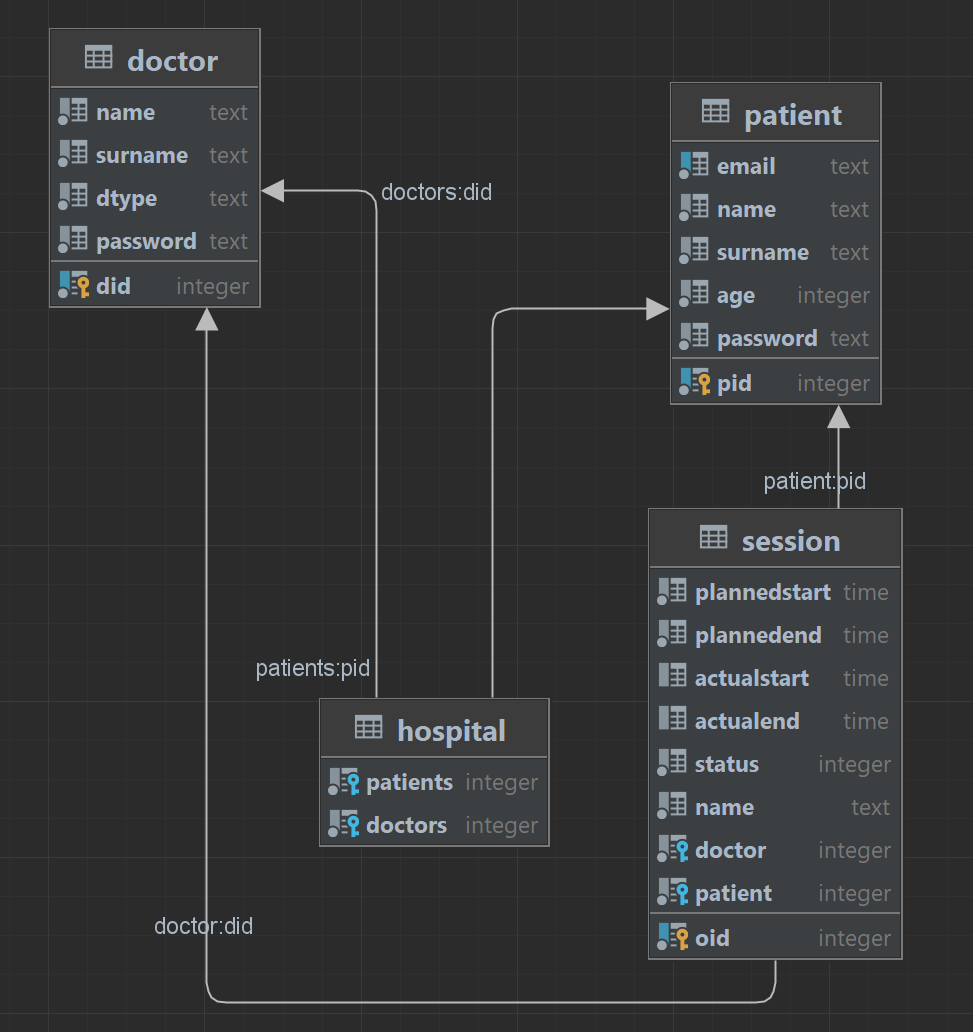 doctor
name text
surname text
dtype text
password text
did integer
doctors:did
patient
email text
name text
surname text
age integer
password text
pid integer
patient:pid
session
plannedstart time
plannedend time
actualstart time
actualend time
status integer
name text
doctor integer
patient integer
oid integer
patients:pid
hospital
patients integer
doctors integer
doctor:did